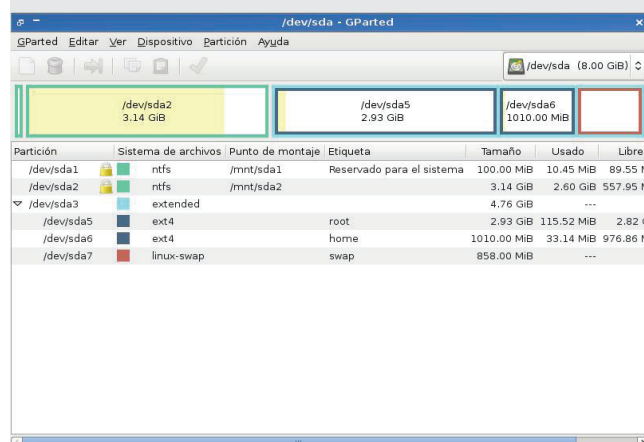 /dev/sda - GParted
GParted Editar Ver Dispositivo Partición Ayuda
/dev/sda (8.00 GiB)
/dev/sda2
3.14 GiB
/dev/sda5
2.93 GiB
/dev/sda6
1010.00 MiB
Partición Sistema de archivos Punto de montaje Etiqueta Tamaño Usado Libre
/dev/sda1 ntfs /mnt/sda1 Reservado para el sistema 100.00 MiB 10.45 MiB 89.55 M
/dev/sda2 ntfs /mnt/sda2 3.14 GiB 2.60 GiB 557.95 M
/dev/sda3 extended 4.76 GiB ---
/dev/sda5 ext4 root 2.93 GiB 115.52 MiB 2.82
/dev/sda6 ext4 home 1010.00 MiB 33.14 MiB 976.86 M
/dev/sda7 linux-swap swap 858.00 MiB ---